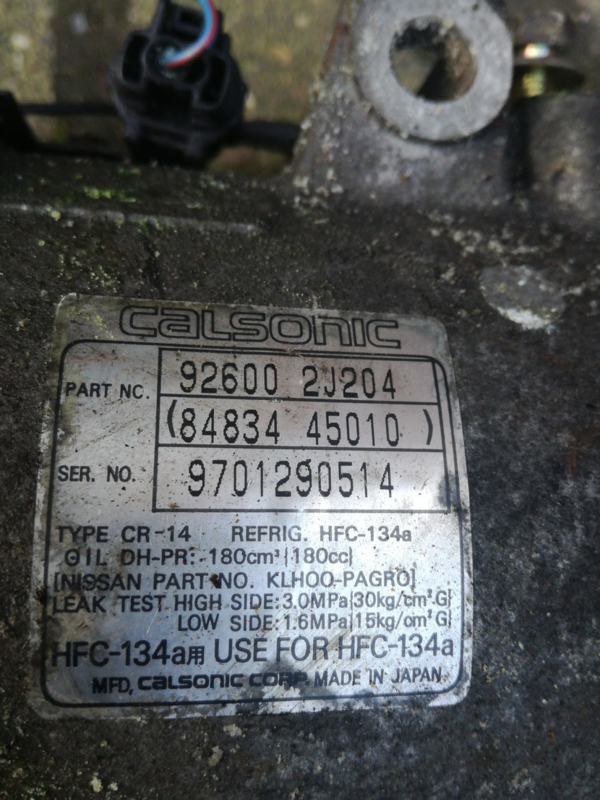 CALSONIC
PART NO. 92600 2J204
(84834 45010 )
SER. NO. 9701290514
TYPE CR-14 REFRIG. HFC-134a
OIL DH-PR: 180cm³{180cc}
[NISSAN PART NO. KLH00-PAGR0]
LEAK TEST HIGH SIDE: 3.0MPa{30kg/cm²G}
LOW SIDE: 1.6MPa{15kg/cm²G}
HFC-134a用 USE FOR HFC-134a
MFD, CALSONIC CORP. MADE IN JAPAN